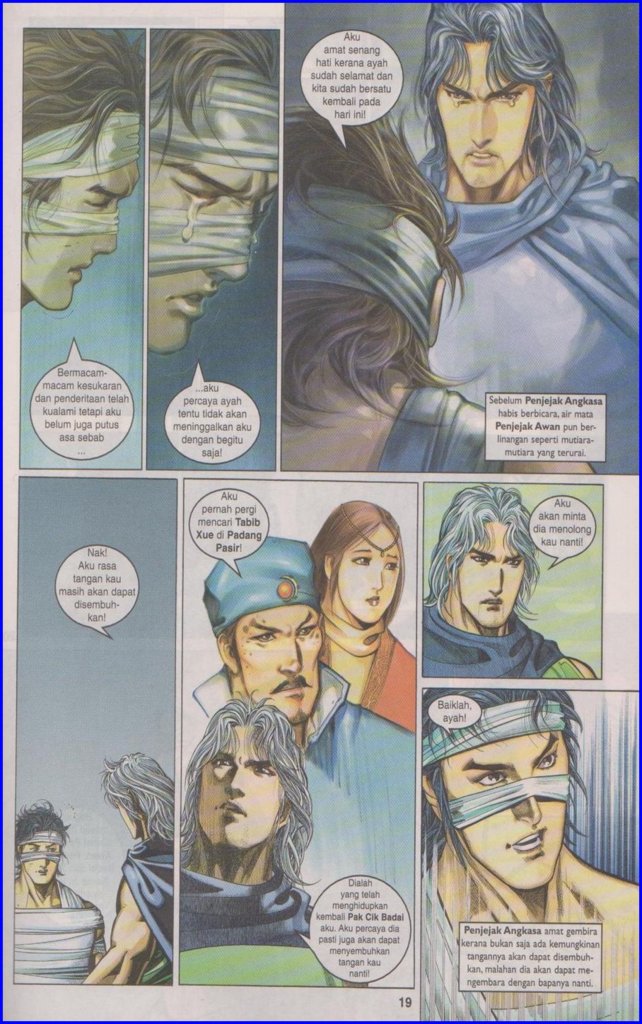 Bermacam-
macam kesukaran
dan penderitaan telah
kualami tetapi aku
belum juga putus
asa sebab
...
...aku
percaya ayah
tentu tidak akan
meninggalkan aku
dengan begitu
saja!
Aku
amat senang
hati kerana ayah
sudah selamat dan
kita sudah bersatu
kembali pada
hari ini!
Sebelum Penjejak Angkasa
habis berbicara, air mata
Penjejak Awan pun ber-
linangan seperti mutiara-
mutiara yang terurai.
Nak!
Aku rasa
tangan kau
masih akan dapat
disembuh-
kan!
Aku
pernah pergi
mencari Tabib
Xue di Padang
Pasir!
Dialah
yang telah
menghidupkan
kembali Pak Cik Badai
aku. Aku percaya dia
pasti juga akan dapat
menyembuhkan
tangan kau
nanti!
Aku
akan minta
dia menolong
kau nanti!
Baiklah,
ayah!
Penjejak Angkasa amat gembira
kerana bukan saja ada kemungkinan
tangannya akan dapat disembuh-
kan, malahan dia akan dapat me-
ngembara dengan bapanya nanti.
19